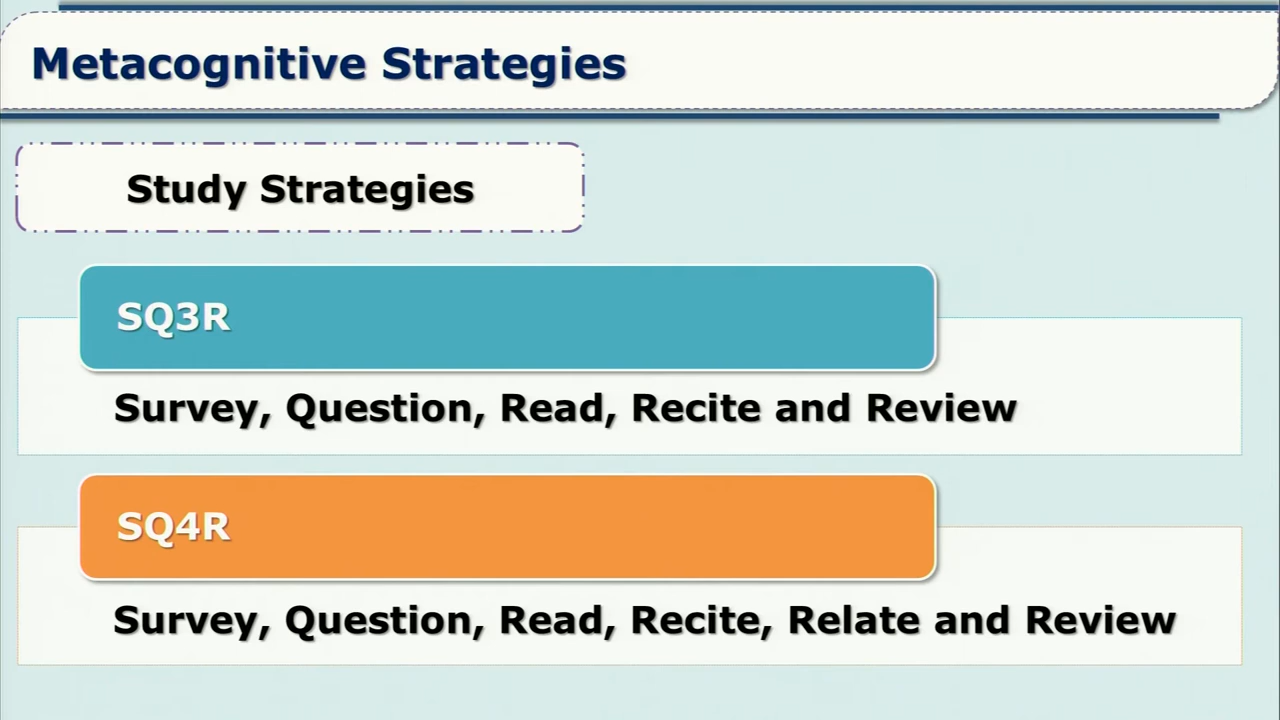 Metacognitive Strategies
Study Strategies
SQ3R
Survey, Question, Read, Recite and Review
SQ4R
Survey, Question, Read, Recite, Relate and Review